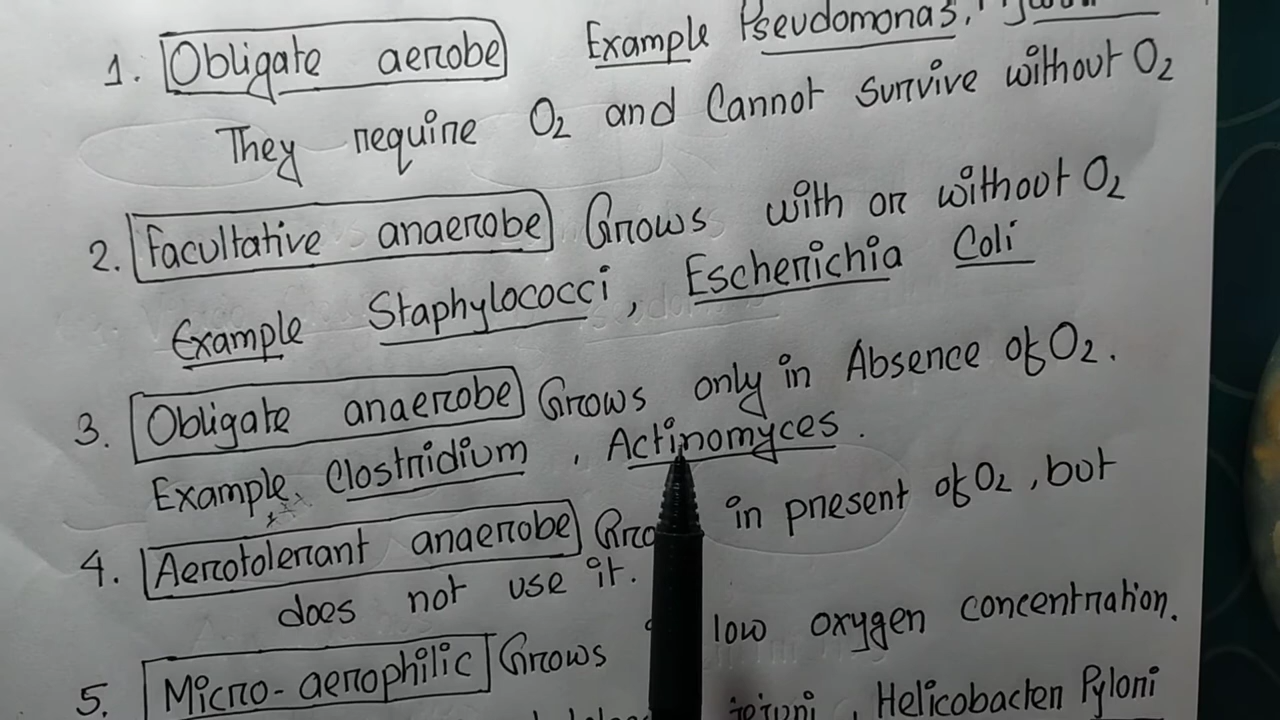 1. Obligate aerobe Example Pseudomonas,
They require O2 and Cannot survive without O2
2. Facultative anaerobe Grows with or without O2
Example Staphylococci, Escherichia Coli
3. Obligate anaerobe Grows only in Absence of O2.
Example, Clostridium, Actinomyces.
4. Aerotolerant anaerobe in present of O2, but
does not use it.
5. Micro-aerophilic Grows low oxygen concentration.
, Helicobacter Pylori